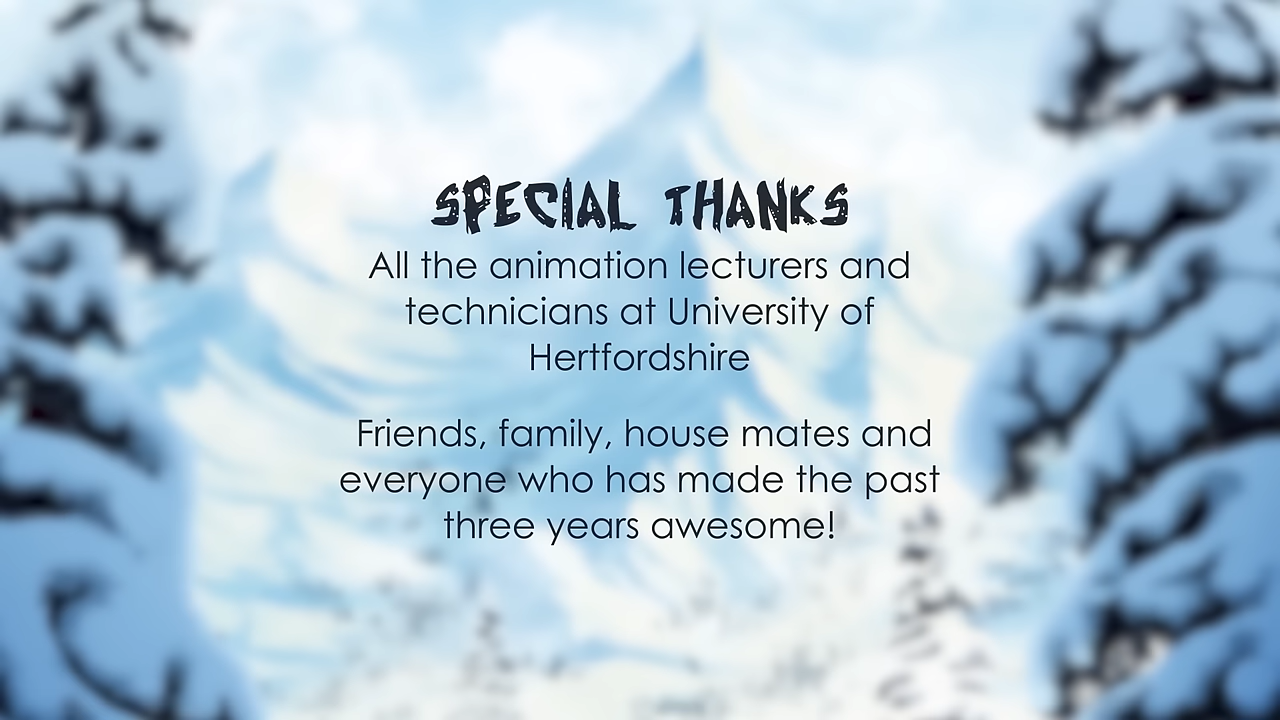 SPECIAL THANKS
All the animation lecturers and
technicians at University of
Hertfordshire
Friends, family, house mates and
everyone who has made the past
three years awesome!